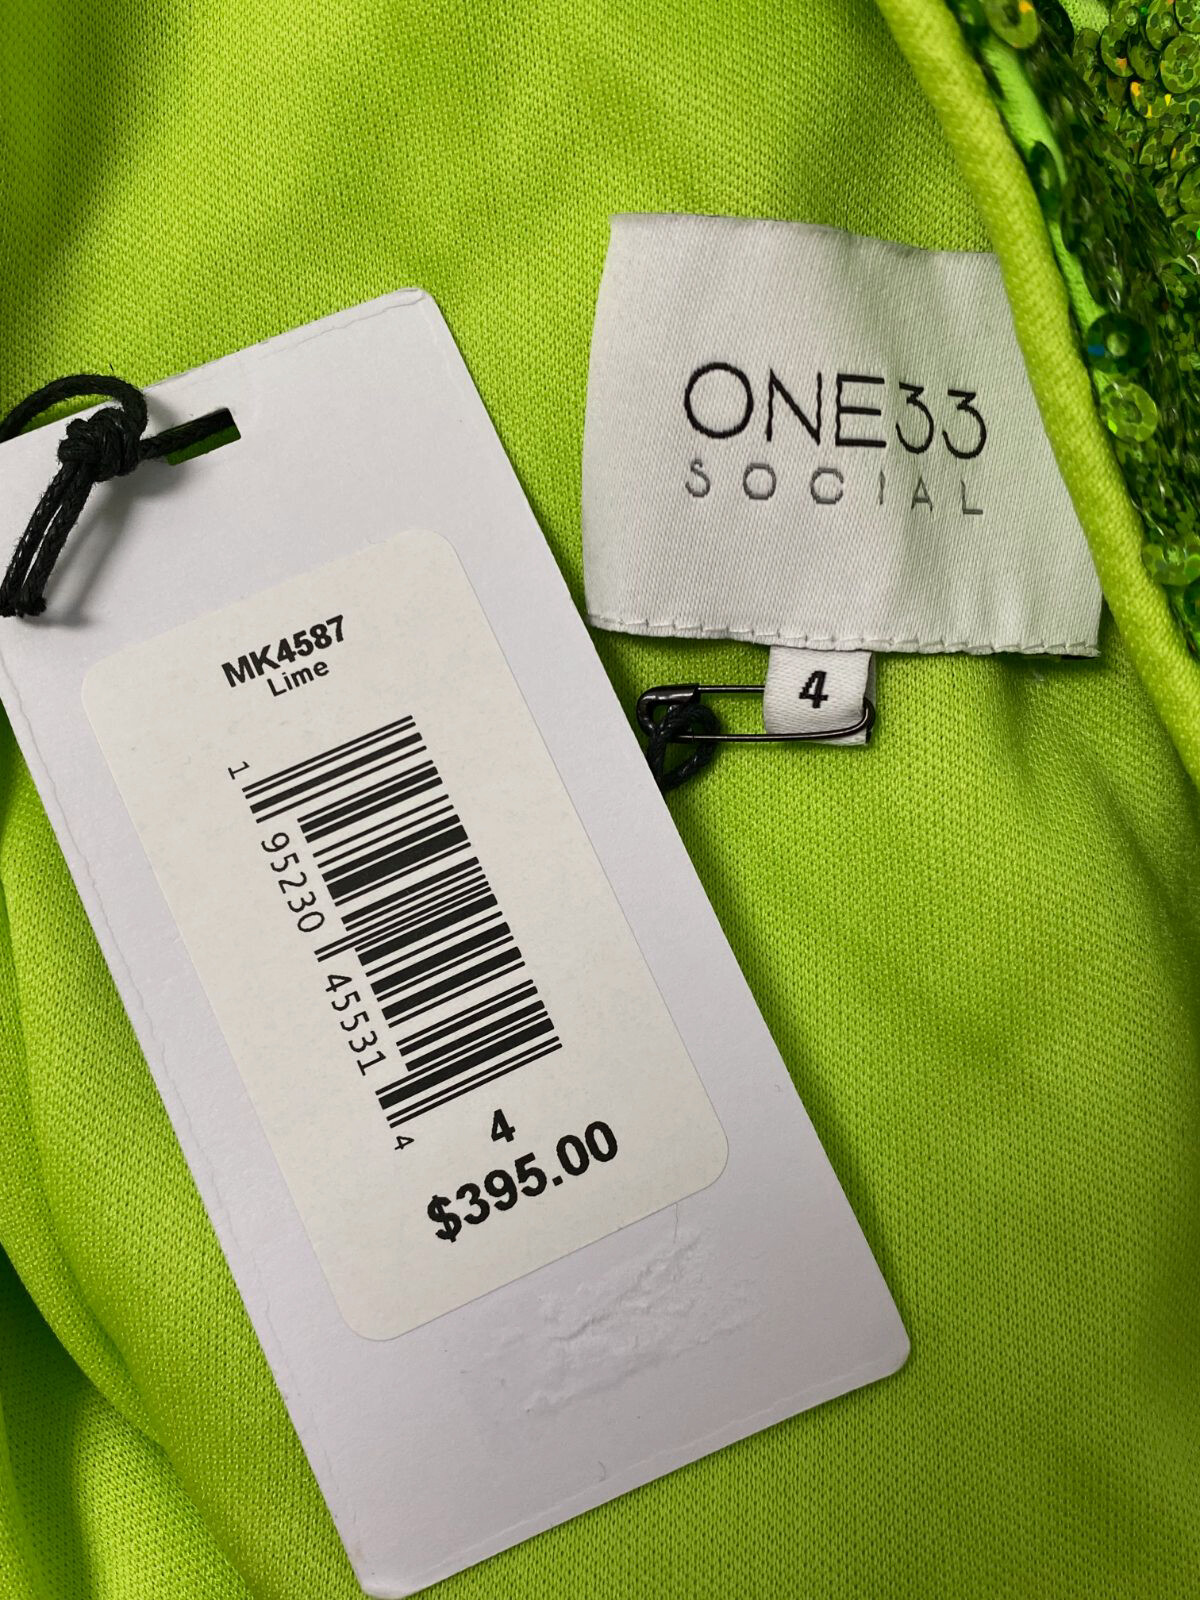 ONE33
SOCIAL
4
MK4587
Lime
1 95230 45531 4
4
$395.00